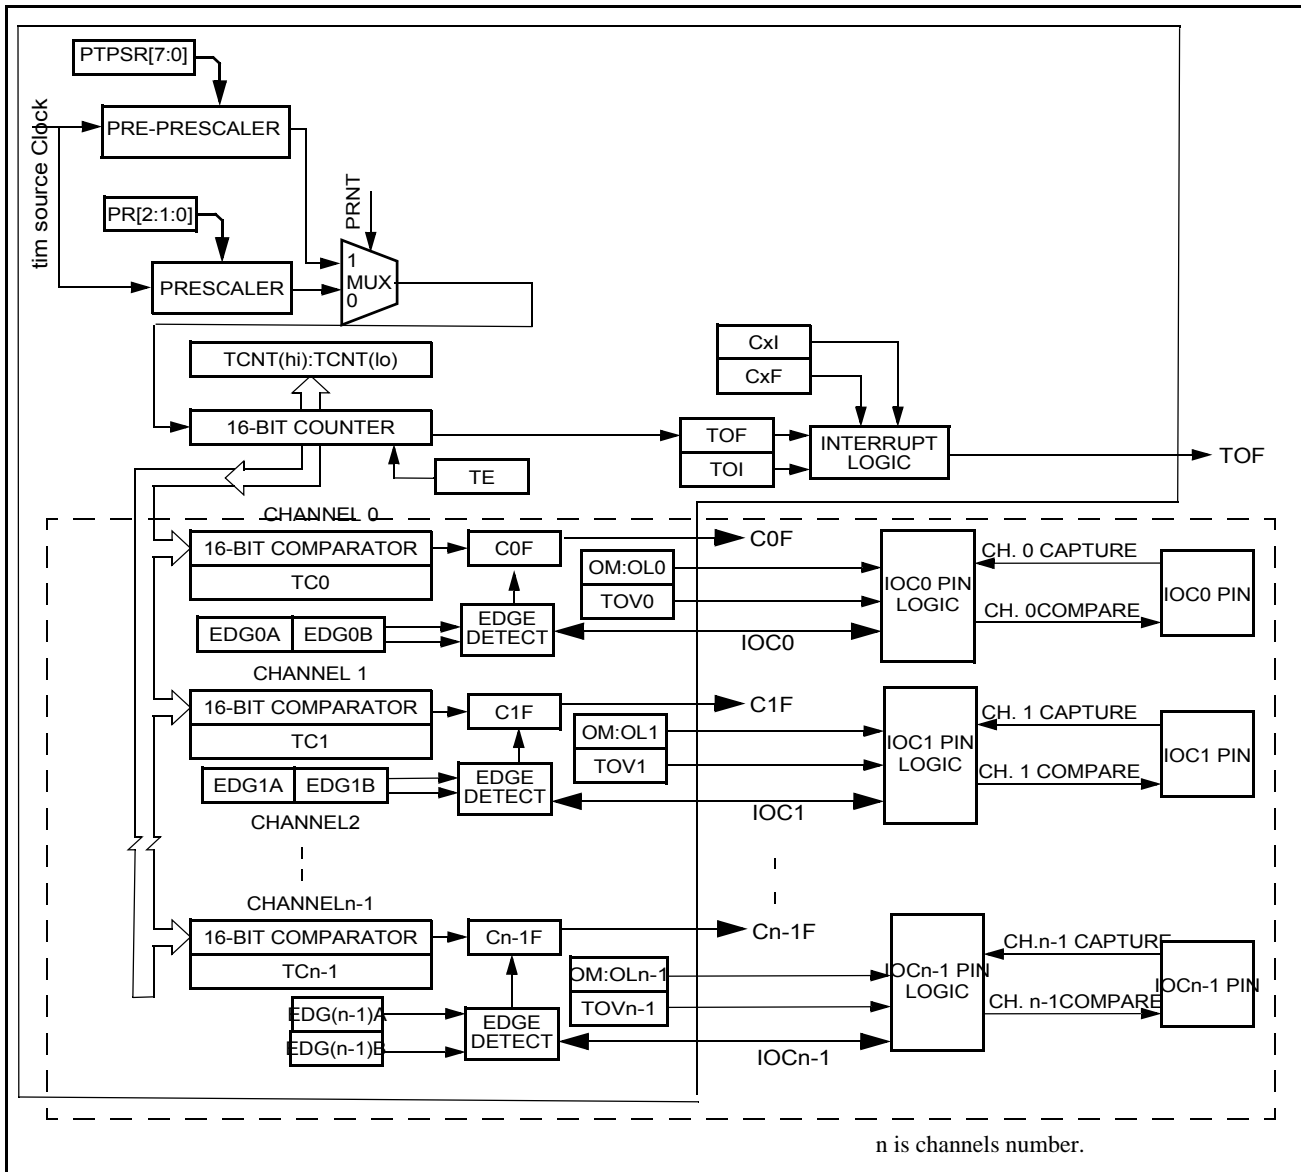 PTPSR[7:0]
tim source Clock
PRE-PRESCALER
PR[2:1:0]
PRNT
PRESCALER
1
MUX
0
CxI
CxF
TCNT(hi):TCNT(lo)
16-BIT COUNTER
TOF
TOI
INTERRUPT
LOGIC
TOF
TE
CHANNEL 0
16-BIT COMPARATOR
TC0
C0F
C0F
OM:OL0
TOV0
IOC0 PIN
LOGIC
CH. 0 CAPTURE
CH. 0COMPARE
IOC0 PIN
EDG0A
EDG0B
EDGE
DETECT
IOC0
CHANNEL 1
16-BIT COMPARATOR
TC1
C1F
C1F
OM:OL1
TOV1
IOC1 PIN
LOGIC
CH. 1 CAPTURE
CH. 1 COMPARE
IOC1 PIN
EDG1A
EDG1B
EDGE
DETECT
IOC1
CHANNEL2
CHANNELn-1
16-BIT COMPARATOR
TCn-1
Cn-1F
Cn-1F
OM:OLn-1
TOVn-1
IOCn-1 PIN
LOGIC
CH.n-1 CAPTURE
CH. n-1COMPARE
IOCn-1 PIN
EDG(n-1)A
EDG(n-1)B
EDGE
DETECT
IOCn-1
n is channels number.